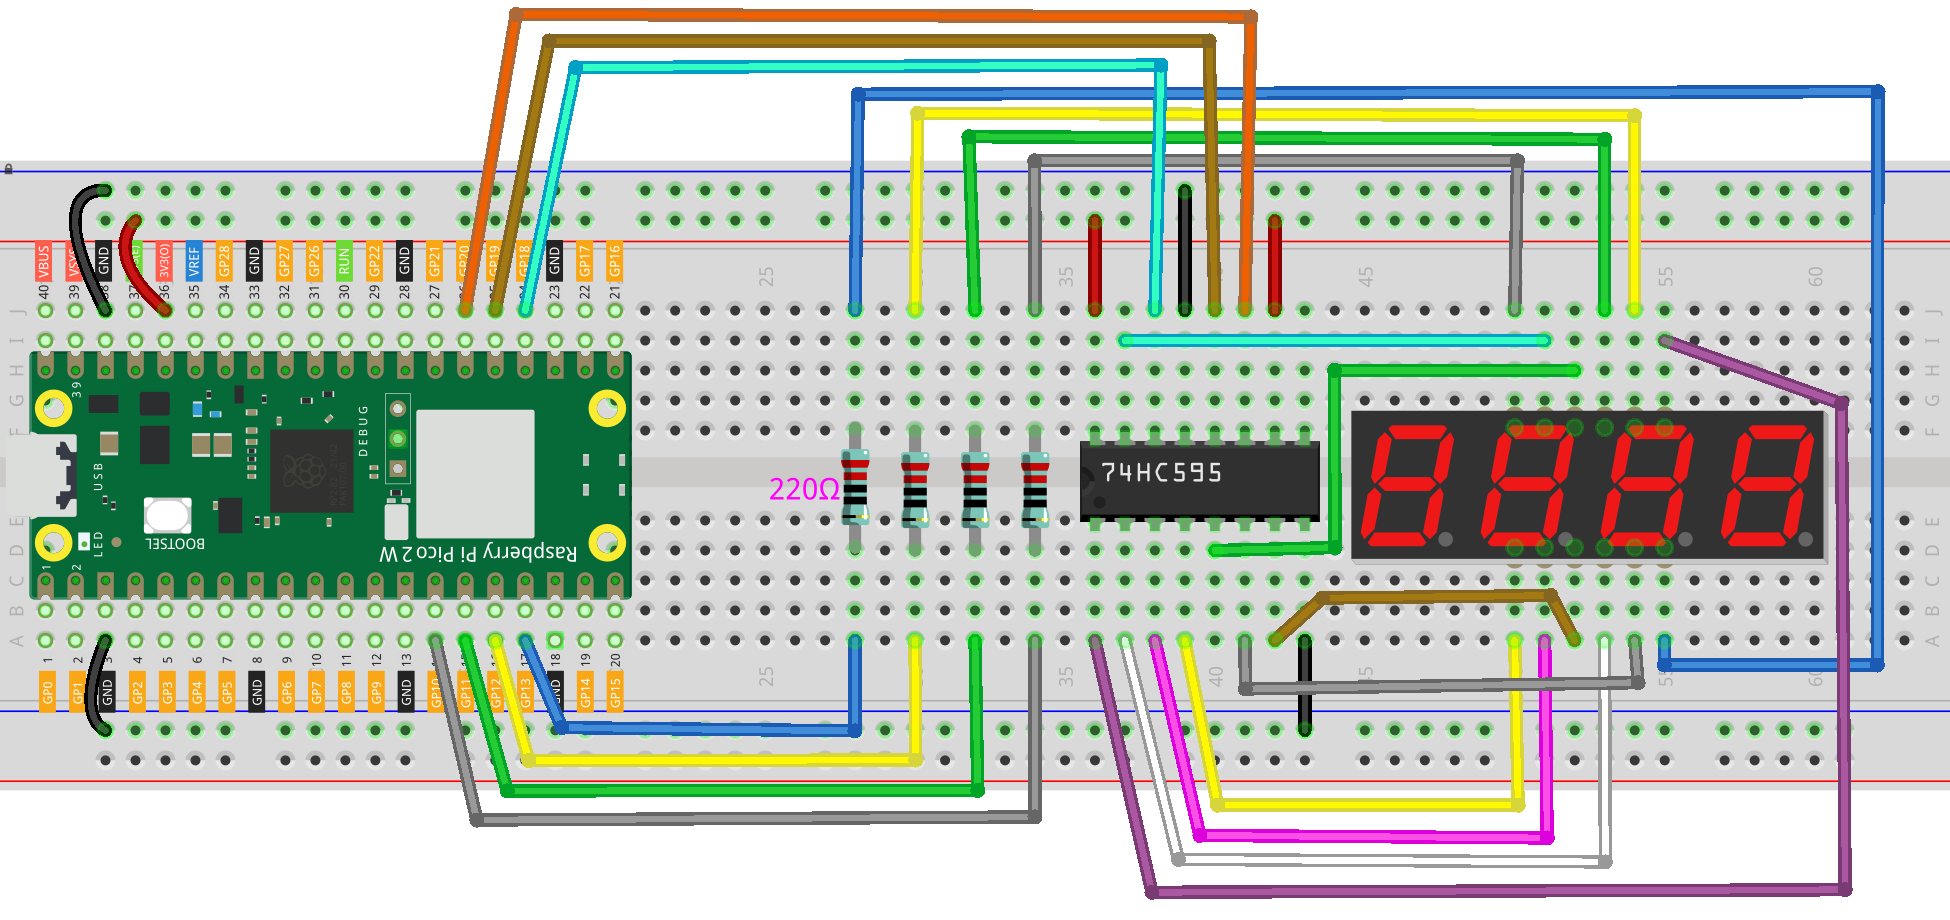 VBUS
VSYS
GND
3V3(O)
VREF
GP28
GND
GP27
GP26
RUN
GP22
GND
GP21
GP20
GP19
GP18
GND
GP17
GP16
40 39 38 37 36 35 34 33 32 31 30 29 28 27 26 25 24 23 22 21
25 35 45 55 60
J J
I I
H H
G G
F F
39
DEBUG
USB
74HC595
220Ω
E E
D D
C C
B B
A A
LED
BOOTSEL
Raspberry Pi Pico 2 W
1
2
1 2 3 4 5 6 7 8 9 10 11 12 13 14 15 16 17 18 19 20
25 35 40 45 55 60
GP0
GP1
GND
GP2
GP3
GP4
GP5
GND
GP6
GP7
GP8
GP9
GND
GP10
GP11
GP12
GP13
GND
GP14
GP15